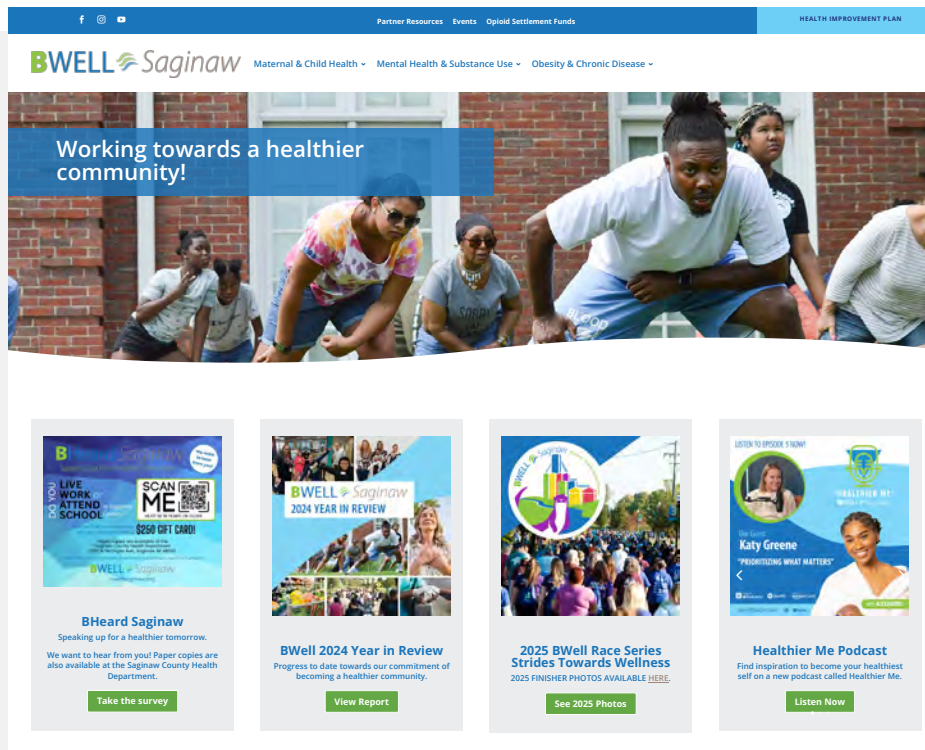 Partner Resources Events Opioid Settlement Funds
HEALTH IMPROVEMENT PLAN
BWELL Saginaw
Maternal & Child Health Mental Health & Substance Use Obesity & Chronic Disease
Working towards a healthier
community!
DO YOU
LIVE
WORK
ATTEND
SCHOOL
SCAN
ME
$250 GIFT CARD!
BWELL Saginaw
BHeard Saginaw
Speaking up for a healthier tomorrow.
We want to hear from you! Paper copies are
also available at the Saginaw County Health
Department.
Take the survey
BWELL Saginaw
2024 YEAR IN REVIEW
BWell 2024 Year in Review
Progress to date towards our commitment of
becoming a healthier community.
View Report
BWELL Saginaw
2025 BWell Race Series
Strides Towards Wellness
2025 FINISHER PHOTOS AVAILABLE HERE.
See 2025 Photos
LISTEN TO EPISODE 5 NOW!
"HEALTHIER ME"
Katy Greene
"PRIORITIZING WHAT MATTERS"
Healthier Me Podcast
Find inspiration to become your healthiest
self on a new podcast called Healthier Me.
Listen Now